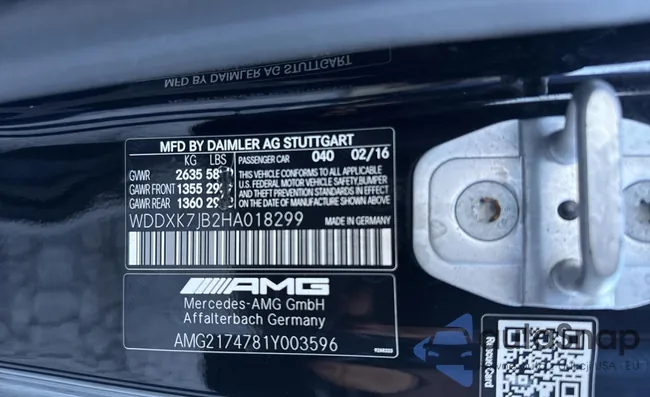 MFD BY DAIMLER AG STUTTGART
MFD BY DAIMLER AG STUTTGART
KG LBS
PASSENGER CAR 040 02/16
GVWR 2635
GAWR FRONT 1355
GAWR REAR 1360
THIS VEHICLE CONFORMS TO ALL APPLICABLE
U.S. FEDERAL MOTOR VEHICLE SAFETY,BUMPER
AND THEFT PREVENTION STANDARDS IN EFFECT
ON THE DATE OF MANUFACTURE SHOWN ABOVE
WDDXK7JB2HA018299 MADE IN GERMANY
AMG
Mercedes-AMG GmbH
Affalterbach Germany
AMG2174781Y003596
Rescue Card